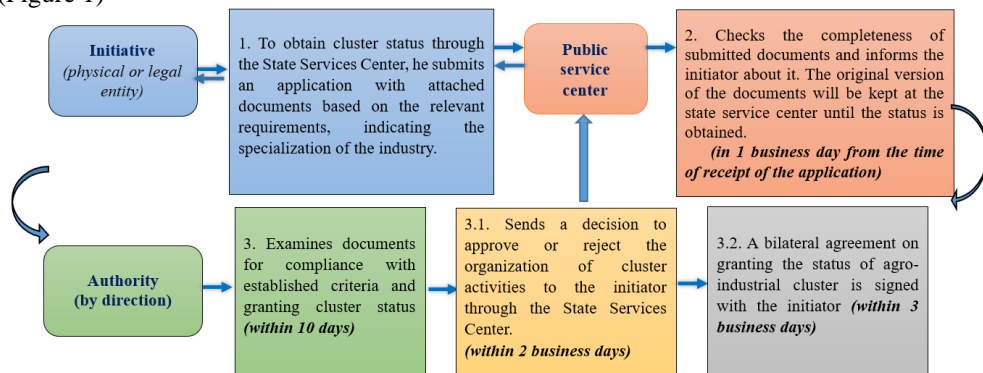 (Figure 1)
Initiative
(physical or legal
entity)
1. To obtain cluster status through
the State Services Center, he submits
an application with attached
documents based on the relevant
requirements, indicating the
specialization of the industry.
Public
service
center
2. Checks the completeness of
submitted documents and informs the
initiator about it. The original version
of the documents will be kept at the
state service center until the status is
obtained.
(in 1 business day from the time
of receipt of the application)
Authority
(by direction)
3. Examines documents
for compliance with
established criteria and
granting cluster status
(within 10 days)
3.1. Sends a decision to
approve or reject the
organization of cluster
activities to the initiator
through the State Services
Center.
(within 2 business days)
3.2. A bilateral agreement on
granting the status of agro-
industrial cluster is signed
with the initiator (within 3
business days)